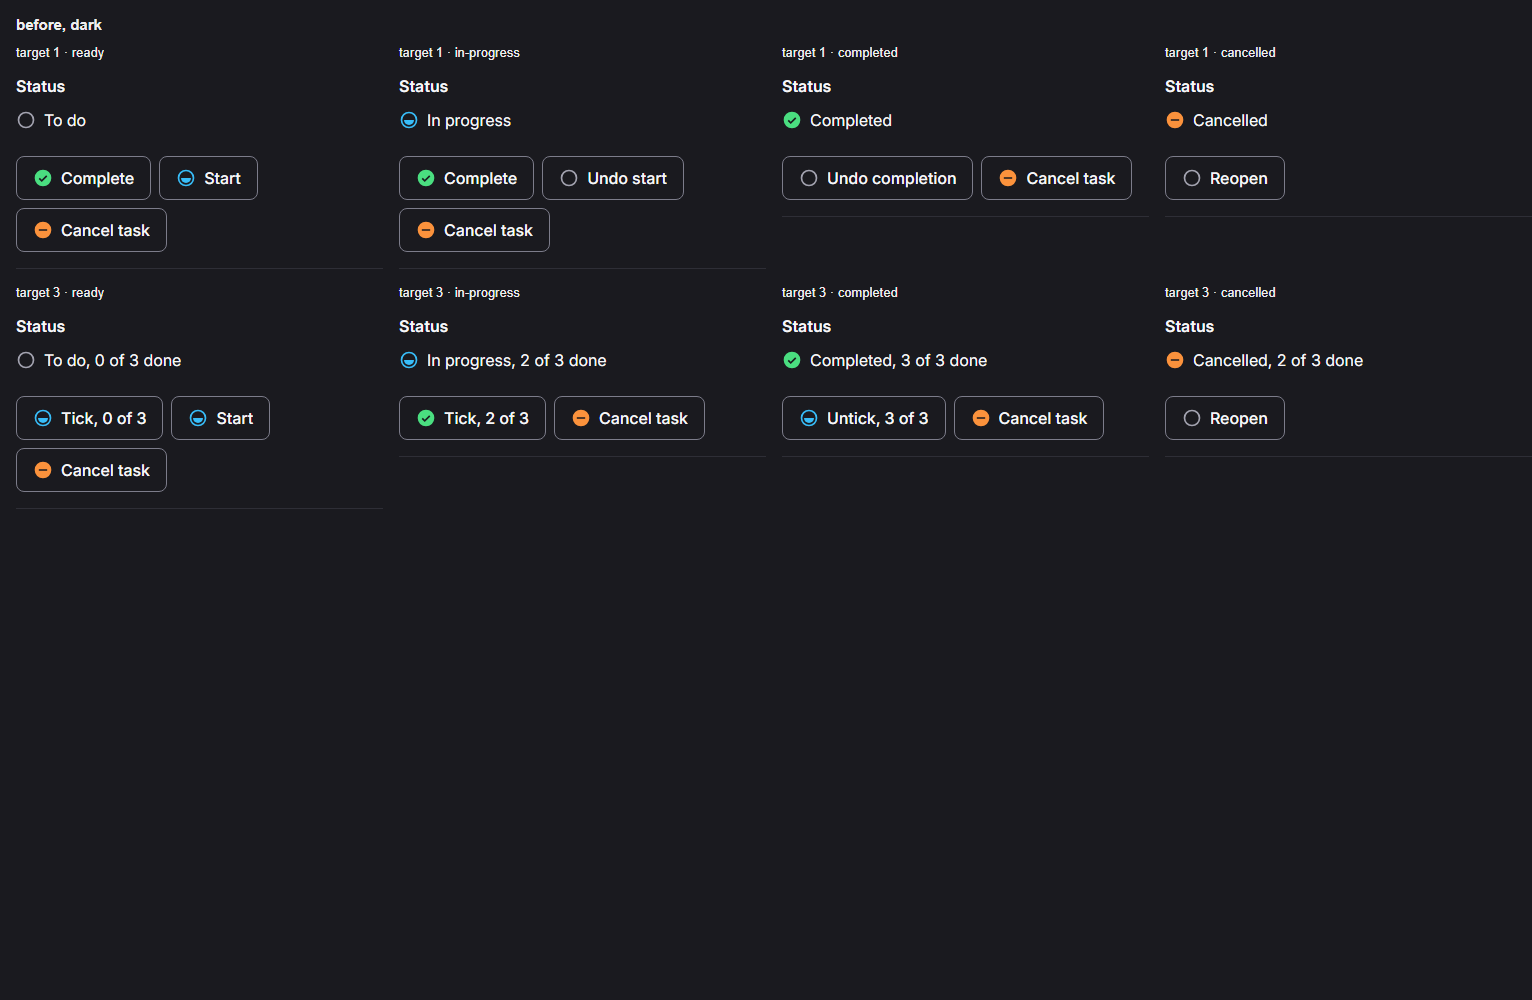 before, dark
target 1 · ready
target 1 · in-progress
target 1 · completed
target 1 · cancelled
Status
Status
Status
Status
To do
In progress
Completed
Cancelled
Complete
Start
Complete
Undo start
Undo completion
Cancel task
Reopen
Cancel task
Cancel task
target 3 · ready
target 3 · in-progress
target 3 · completed
target 3 · cancelled
Status
Status
Status
Status
To do, 0 of 3 done
In progress, 2 of 3 done
Completed, 3 of 3 done
Cancelled, 2 of 3 done
Tick, 0 of 3
Start
Tick, 2 of 3
Cancel task
Untick, 3 of 3
Cancel task
Reopen
Cancel task